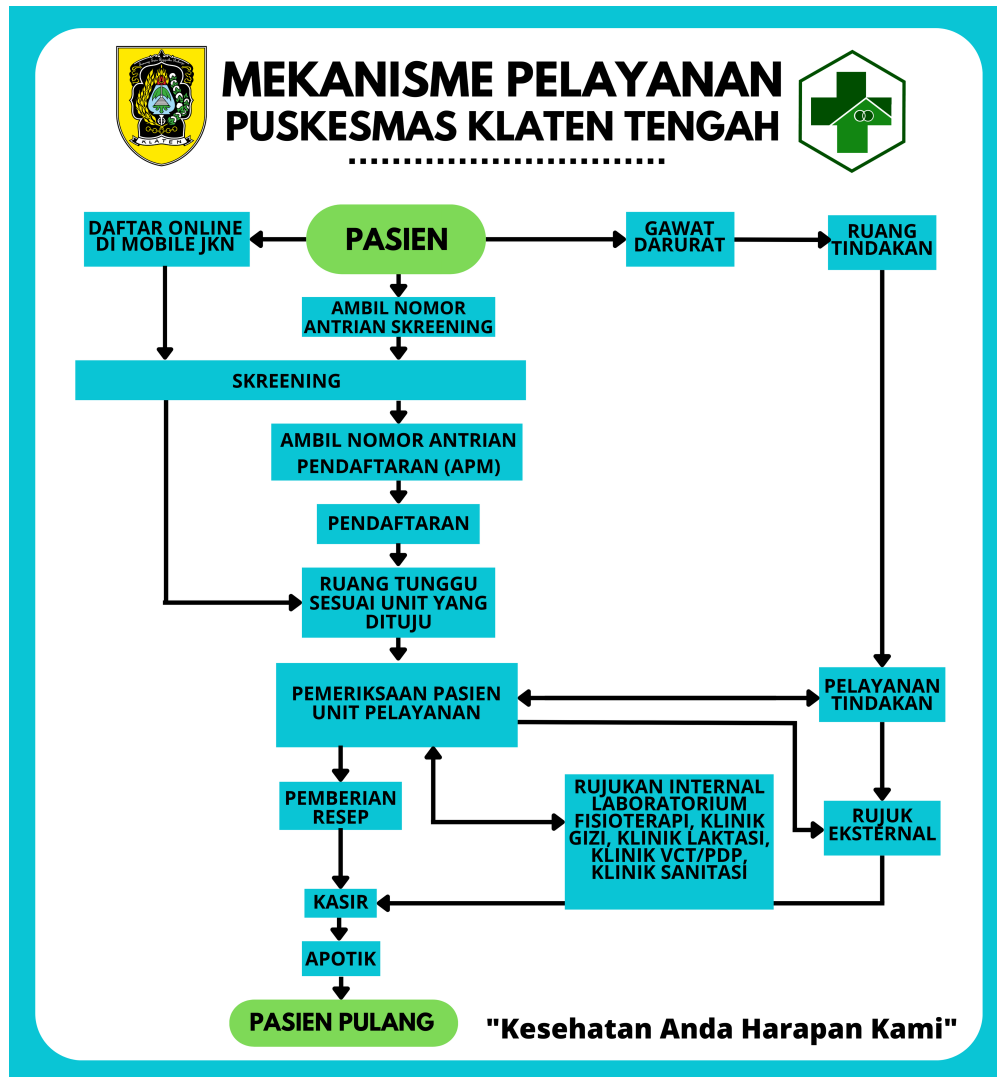 MEKANISME PELAYANAN
PUSKESMAS KLATEN TENGAH
KLATEN
DAFTAR ONLINE
DI MOBILE JKN
PASIEN
GAWAT
DARURAT
RUANG
TINDAKAN
AMBIL NOMOR
ANTRIAN SKREENING
SKREENING
AMBIL NOMOR ANTRIAN
PENDAFTARAN (APM)
PENDAFTARAN
RUANG TUNGGU
SESUAI UNIT YANG
DITUJU
PEMERIKSAAN PASIEN
UNIT PELAYANAN
PELAYANAN
TINDAKAN
PEMBERIAN
RESEP
RUJUKAN INTERNAL
LABORATORIUM
FISIOTERAPI, KLINIK
GIZI, KLINIK LAKTASI,
KLINIK VCT/PDP,
KLINIK SANITASI
RUJUK
EKSTERNAL
KASIR
APOTIK
PASIEN PULANG
"Kesehatan Anda Harapan Kami"